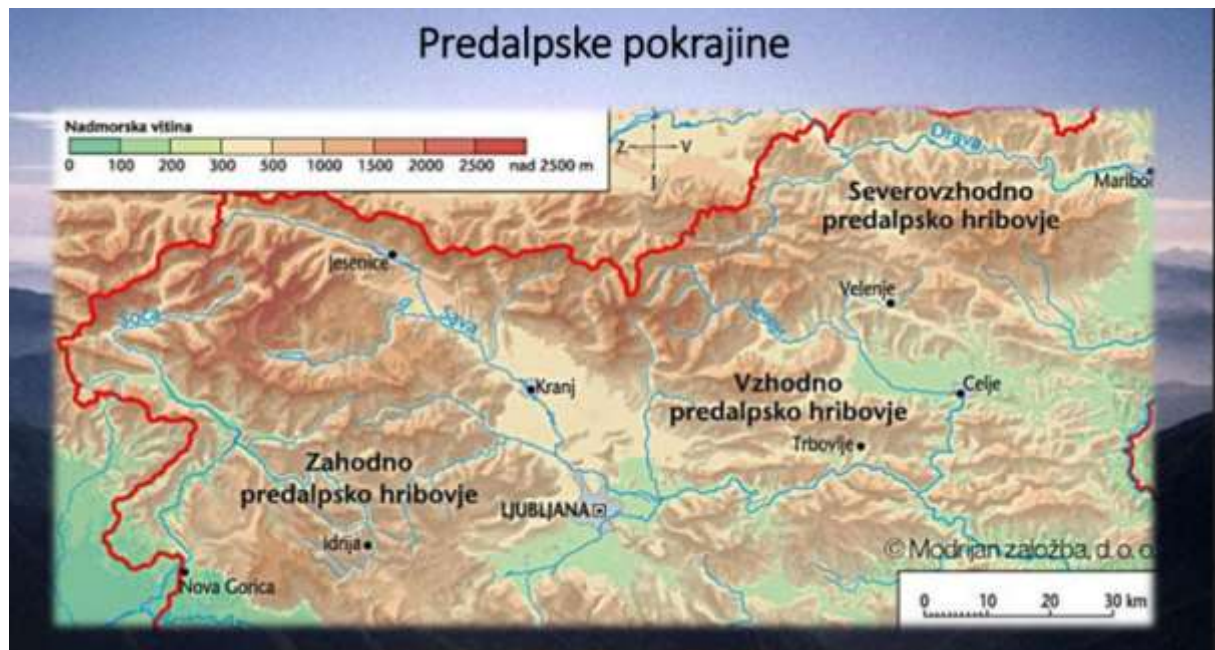 Predalpske pokrajine
Nadmorska višina
0 100 200 300 500 1000 1500 2000 2500 nad 2500 m
Z V
J
Drava
Maribor
Severovzhodno
predalpsko hribovje
Jesenice
Velenje
Soča
Sava
Kranj
Vzhodno
predalpsko hribovje
Celje
Trbovlje
Zahodno
predalpsko hribovje
LJUBLJANA
Idrija
© Modrijan založba, d. o. o.
Nova Gorica
0 10 20 30 km